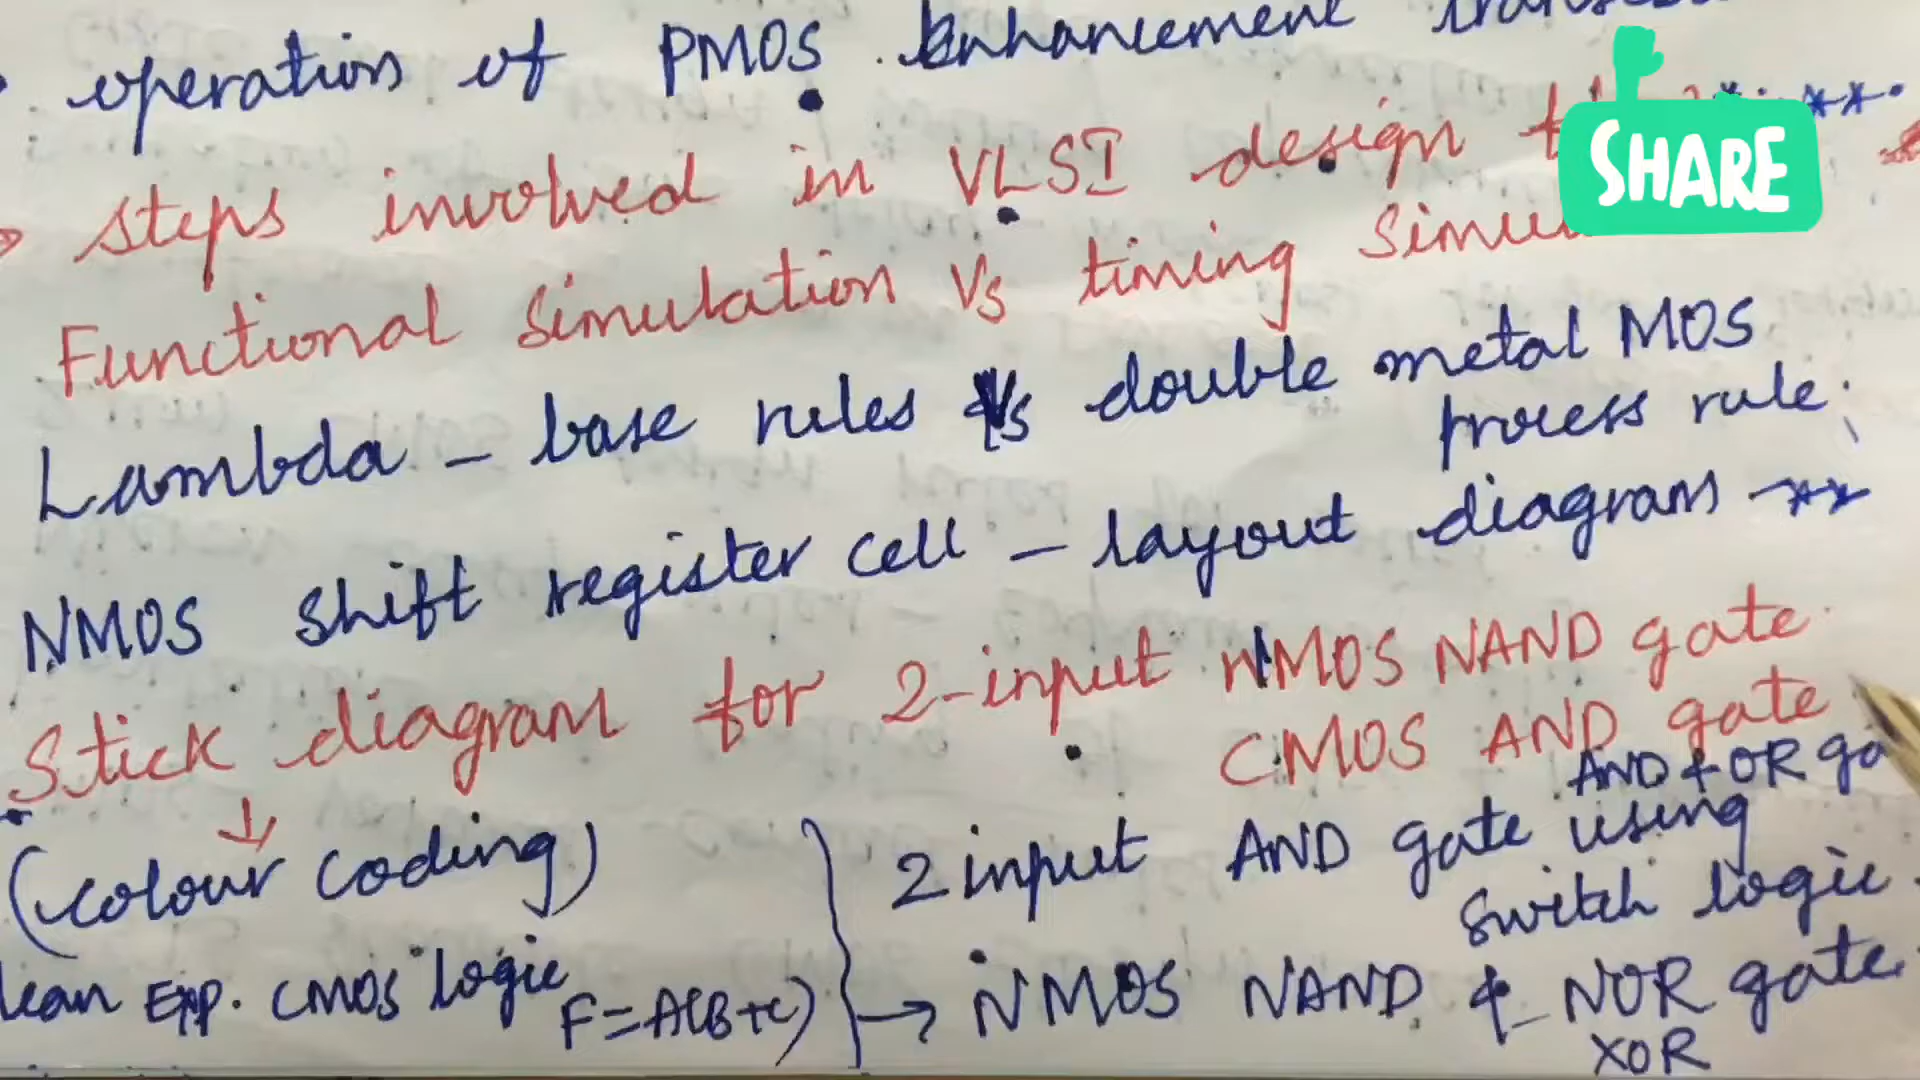 operation of PMOS Enhancement
steps involved in VLSI design ***
SHARE
Functional Simulation Vs timing
Lambda - base rules Vs double metal MOS
process rule.
NMOS shift register cell - layout diagram - **
Stick diagram for 2-input NMOS NAND gate.
CMOS AND gate
AND & OR
(colour coding)
2 input AND gate using
switch logic.
Exp. CMOS logic F=A(B+C)
→ NMOS NAND & NOR gate.
XOR